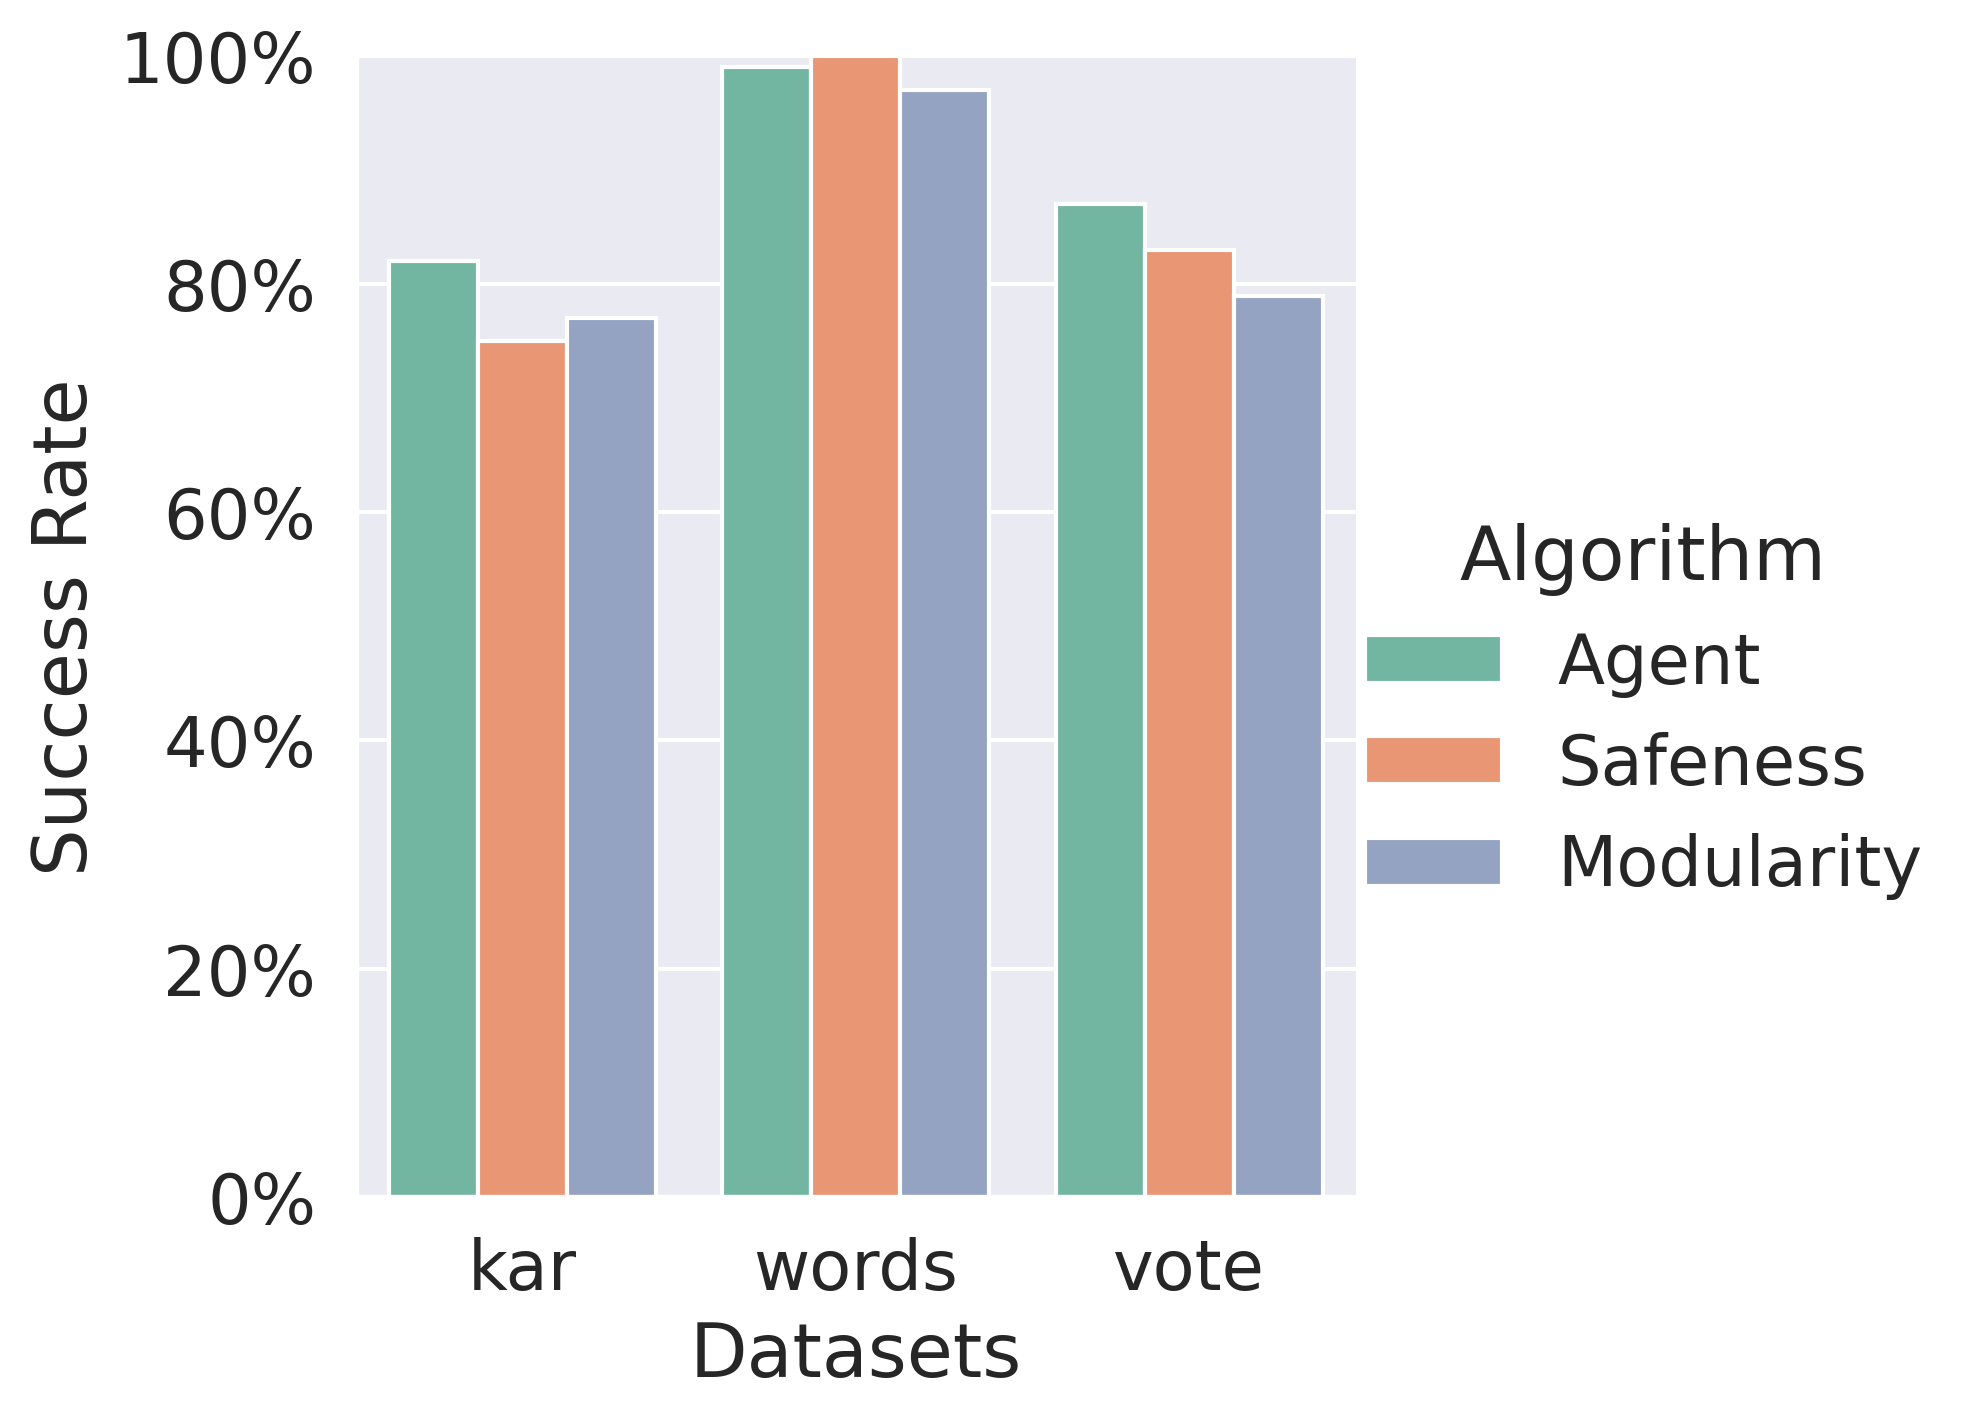 100%
80%
60%
40%
20%
0%
Success Rate
kar words vote
Datasets
Algorithm
Agent
Safeness
Modularity